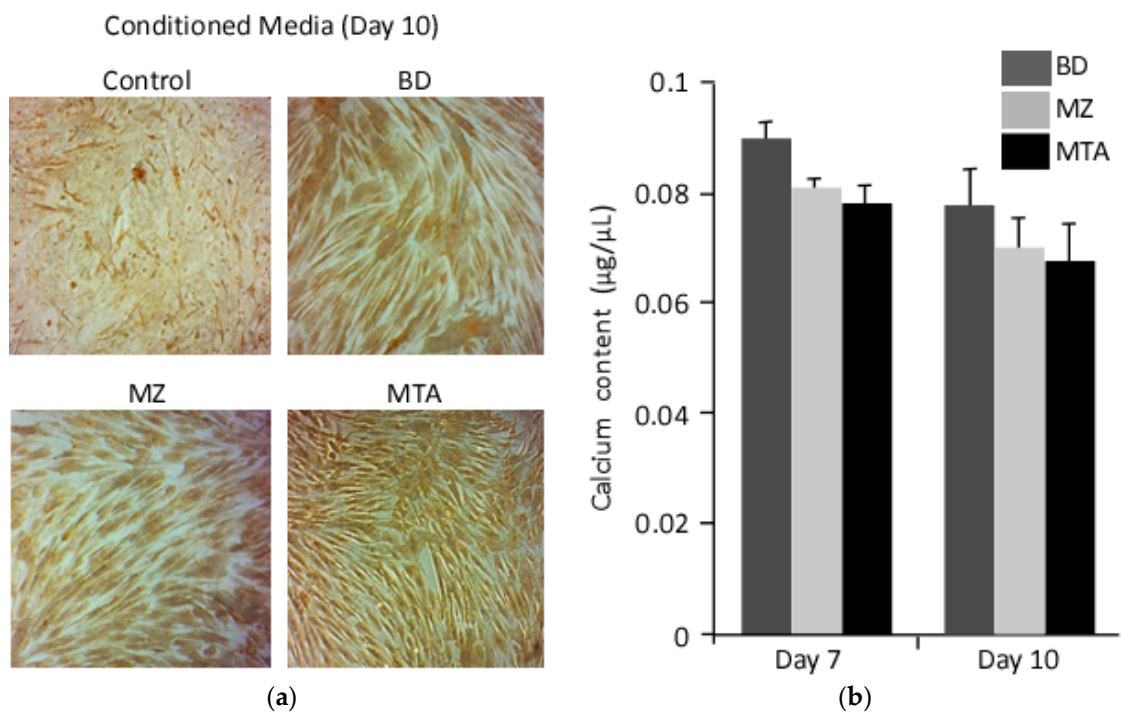 Conditioned Media (Day 10)
Control
BD
MZ
MTA
(a)
BD
MZ
MTA
Calcium content (µg/µL)
0.1
0.08
0.06
0.04
0.02
0
Day 7
Day 10
(b)